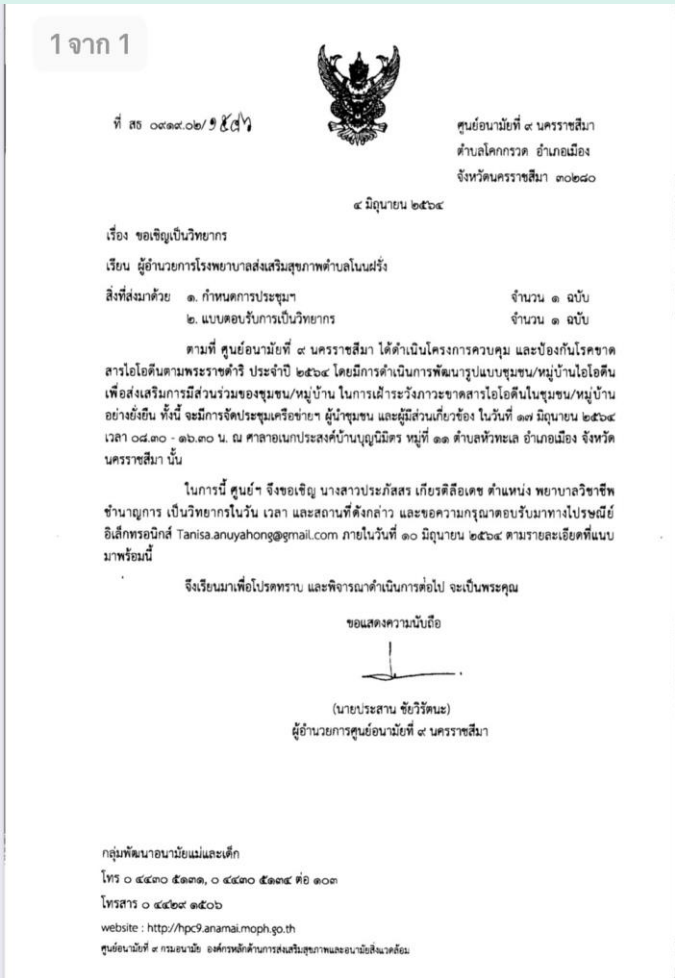 1 จาก 1
ที่ สธ ๐๙๑๙.๐๒/๑๕๔๖
ศูนย์อนามัยที่ ๙ นครราชสีมา
ตำบลโคกกรวด อำเภอเมือง
จังหวัดนครราชสีมา ๓๐๒๘๐
๔ มิถุนายน ๒๕๖๔
เรื่อง ขอเชิญเป็นวิทยากร
เรียน ผู้อำนวยการโรงพยาบาลส่งเสริมสุขภาพตำบลโนนฝรั่ง
สิ่งที่ส่งมาด้วย ๑. กำหนดการประชุมฯ จำนวน ๑ ฉบับ
๒. แบบตอบรับการเป็นวิทยากร จำนวน ๑ ฉบับ
ตามที่ ศูนย์อนามัยที่ ๙ นครราชสีมา ได้ดำเนินโครงการควบคุม และป้องกันโรคขาด
สารไอโอดีนตามพระราชดำริ ประจำปี ๒๕๖๔ โดยมีการดำเนินการพัฒนารูปแบบชุมชน/หมู่บ้านไอโอดีน
เพื่อส่งเสริมการมีส่วนร่วมของชุมชน/หมู่บ้าน ในการเฝ้าระวังภาวะขาดสารไอโอดีนในชุมชน/หมู่บ้าน
อย่างยั่งยืน ทั้งนี้ จะมีการจัดประชุมเครือข่ายฯ ผู้นำชุมชน และผู้มีส่วนเกี่ยวข้อง ในวันที่ ๑๗ มิถุนายน ๒๕๖๔
เวลา ๐๘.๓๐ - ๑๖.๓๐ น. ณ ศาลาอเนกประสงค์บ้านบุญนิมิตร หมู่ที่ ๑๑ ตำบลหัวทะเล อำเภอเมือง จังหวัด
นครราชสีมา นั้น
ในการนี้ ศูนย์ฯ จึงขอเชิญ นางสาวประภัสสร เกียรติลือเดช ตำแหน่ง พยาบาลวิชาชีพ
ชำนาญการ เป็นวิทยากรในวัน เวลา และสถานที่ดังกล่าว และขอความกรุณาตอบรับมาทางไปรษณีย์
อิเล็กทรอนิกส์ Tanisa.anuyahong@gmail.com ภายในวันที่ ๑๐ มิถุนายน ๒๕๖๔ ตามรายละเอียดที่แนบ
มาพร้อมนี้
จึงเรียนมาเพื่อโปรดทราบ และพิจารณาดำเนินการต่อไป จะเป็นพระคุณ
ขอแสดงความนับถือ
(นายประสาน ชัยวิรัตนะ)
ผู้อำนวยการศูนย์อนามัยที่ ๙ นครราชสีมา
กลุ่มพัฒนาอนามัยแม่และเด็ก
โทร ๐ ๔๔๓๐ ๕๑๓๑, ๐ ๔๔๓๐ ๕๑๓๔ ต่อ ๑๐๓
โทรสาร ๐ ๔๔๒๙ ๑๕๐๖
website : http://hpc9.anamai.moph.go.th
ศูนย์อนามัยที่ ๙ กรมอนามัย องค์กรหลักด้านการส่งเสริมสุขภาพและอนามัยสิ่งแวดล้อม